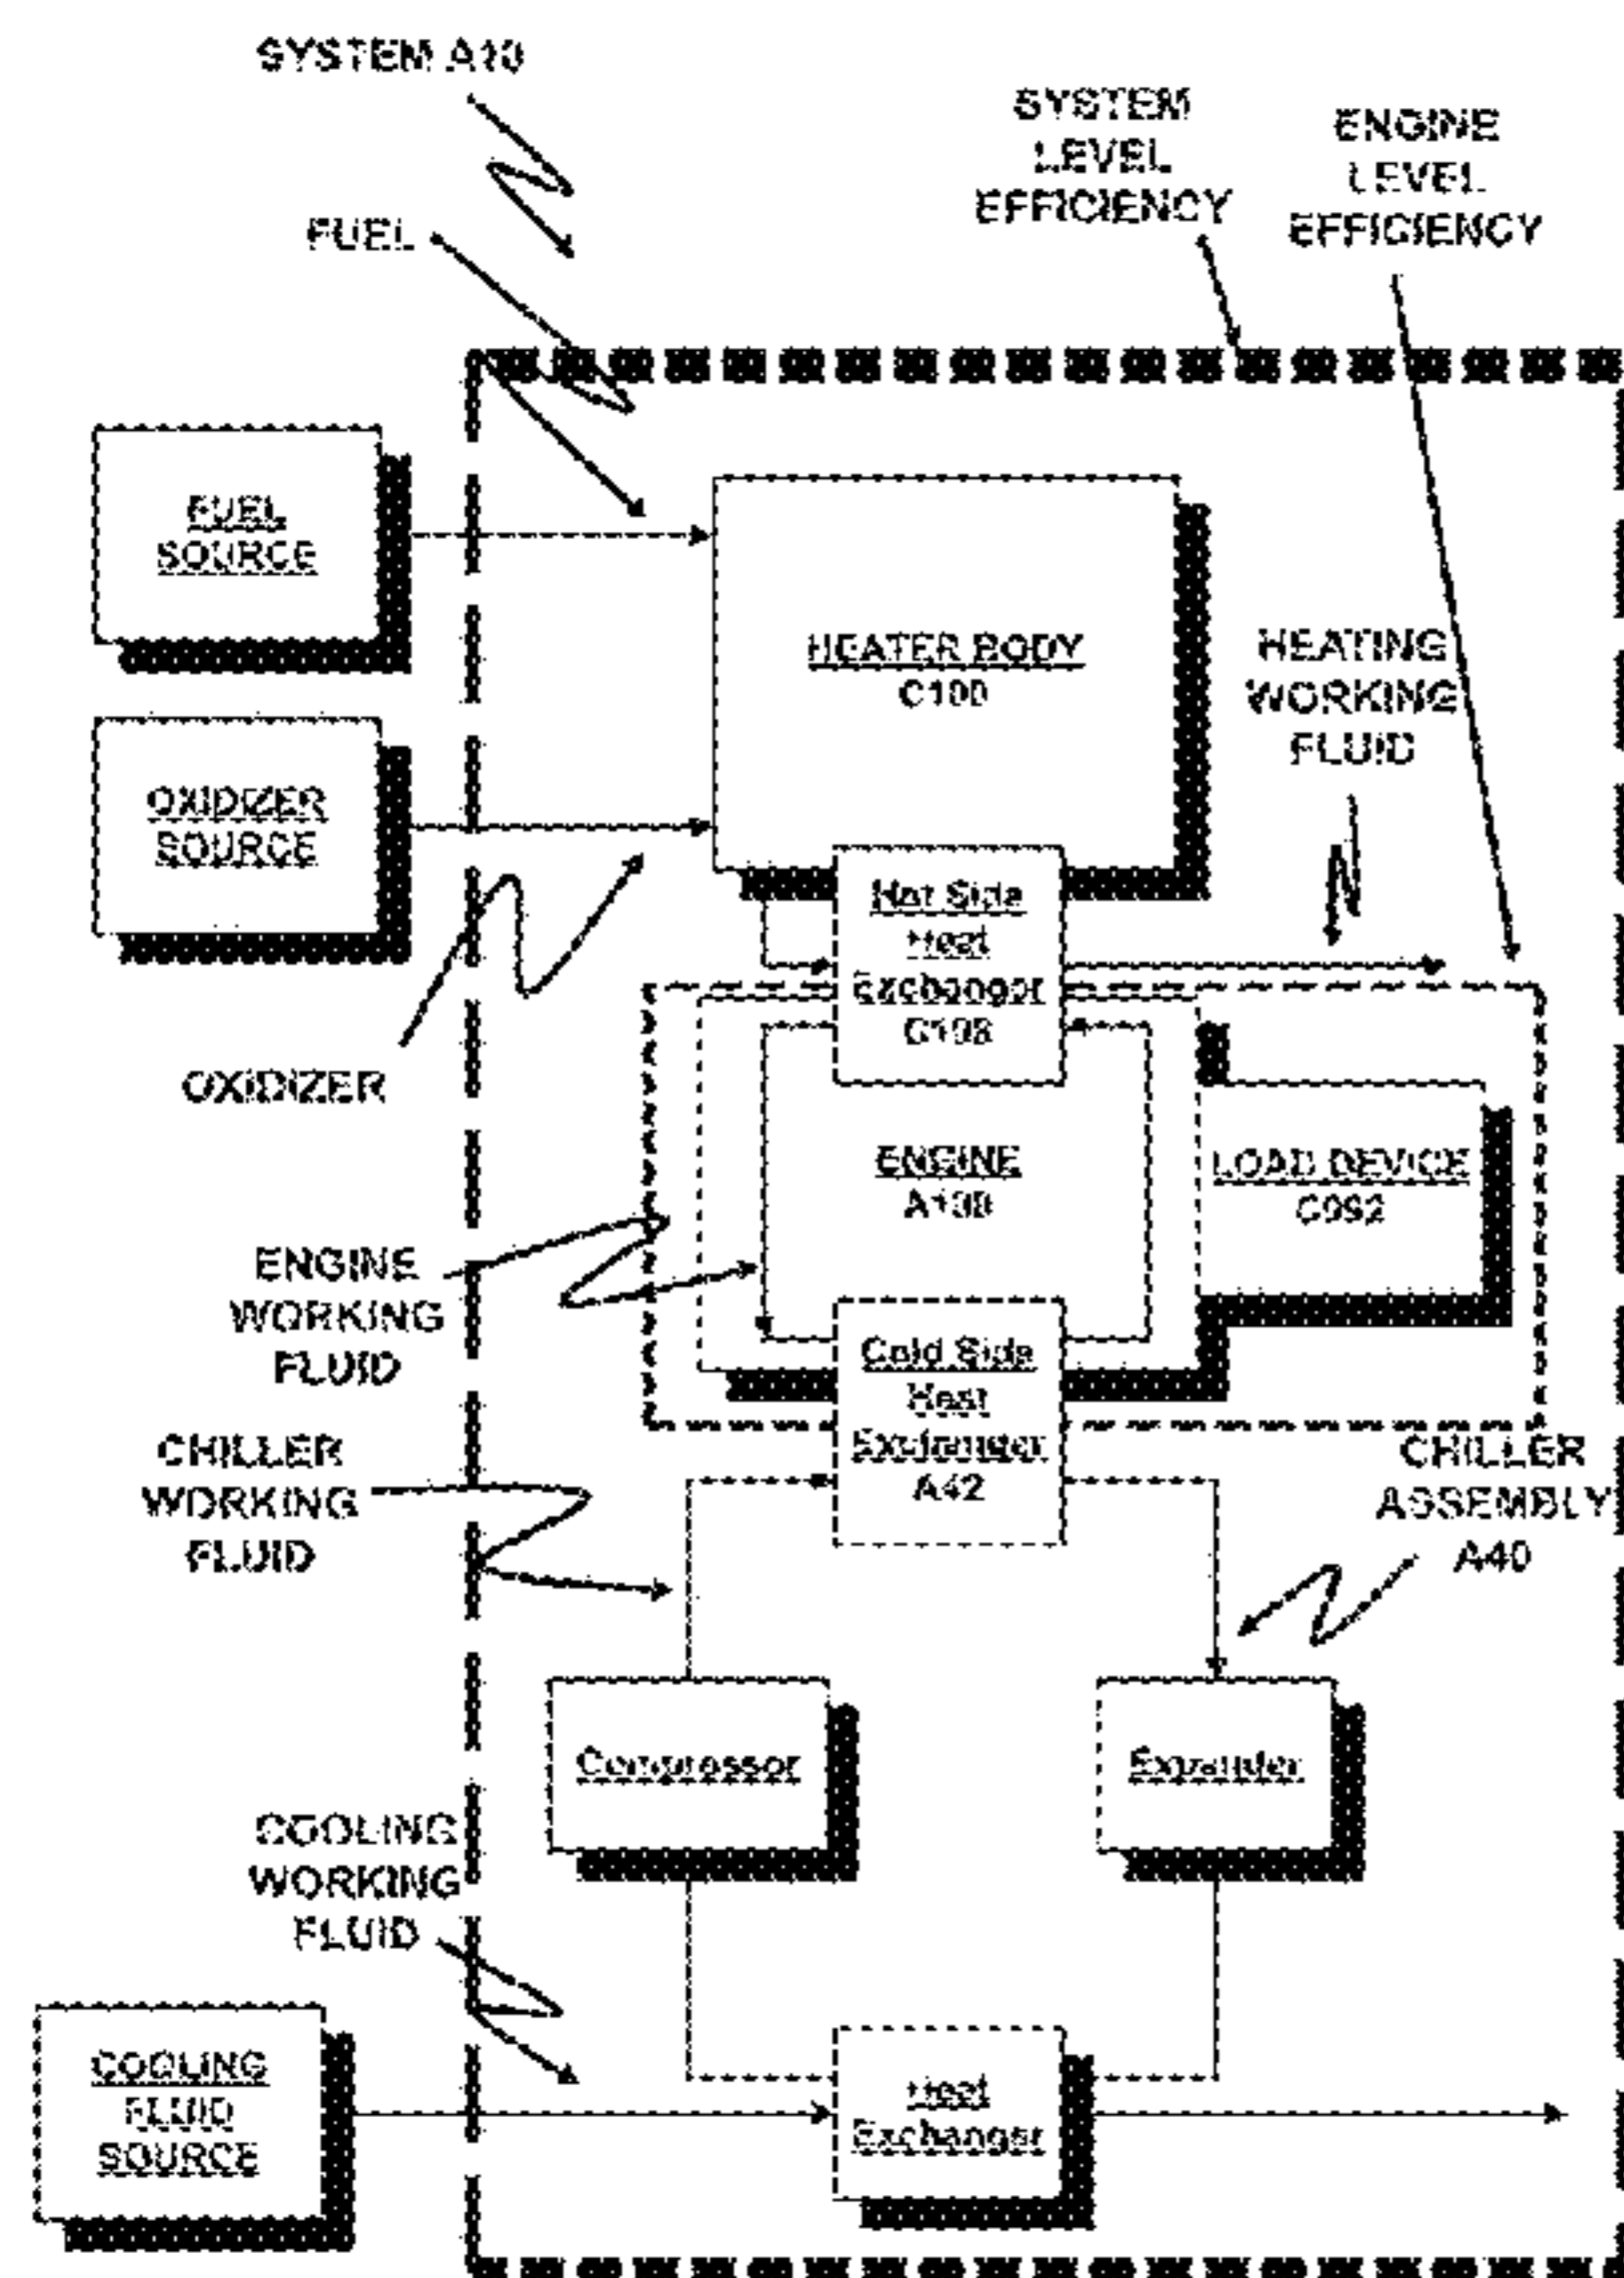 SYSTEM A10
SYSTEM
LEVEL
EFFICIENCY
ENGINE
LEVEL
EFFICIENCY
FUEL
FUEL
SOURCE
HEATER BODY
C100
HEATING
WORKING
FLUID
OXIDIZER
SOURCE
Hot Side
Heat
Exchanger
C108
OXIDIZER
ENGINE
A100
LOAD DEVICE
C092
ENGINE
WORKING
FLUID
Cold Side
Heat
Exchanger
A42
CHILLER
WORKING
FLUID
CHILLER
ASSEMBLY
A40
Compressor
Expander
COOLING
WORKING
FLUID
COOLING
FLUID
SOURCE
Heat
Exchanger